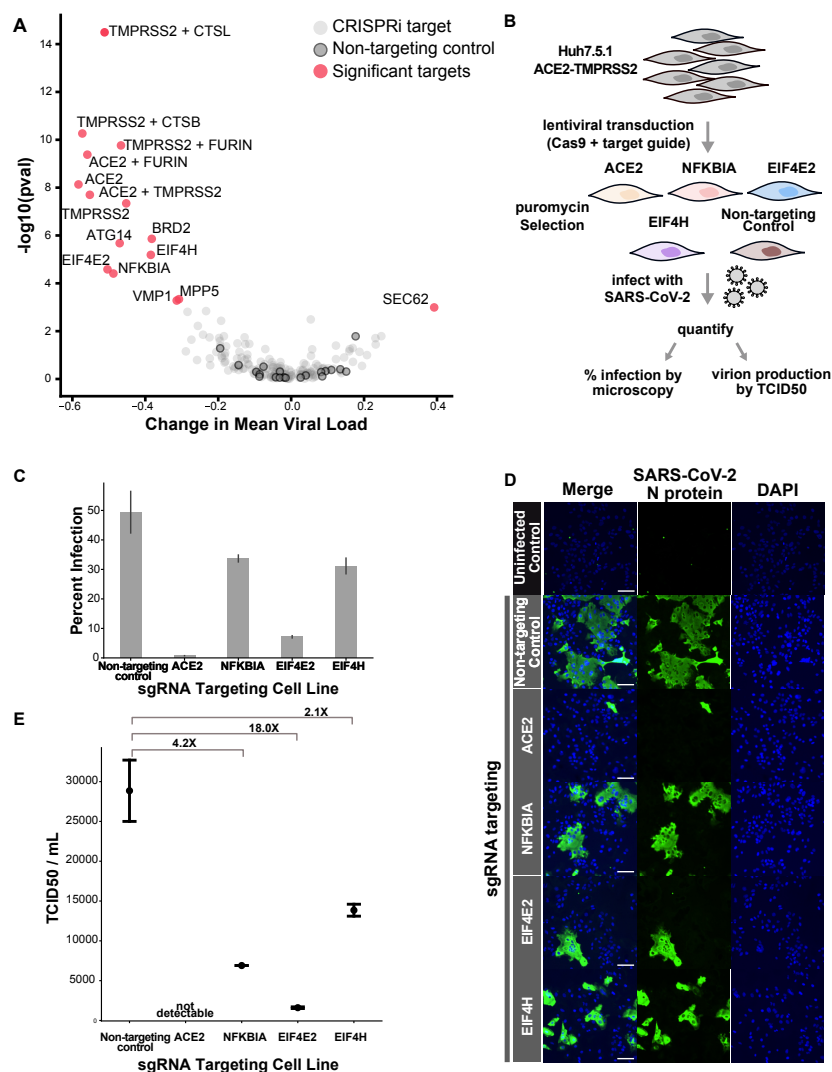 A
TMPRSS2 + CTSL
CRISPRi target
Non-targeting control
Significant targets
TMPRSS2 + CTSB
TMPRSS2 + FURIN
ACE2 + FURIN
ACE2
ACE2 + TMPRSS2
TMPRSS2
ATG14
BRD2
EIF4H
EIF4E2
NFKBIA
VMP1
MPP5
SEC62
14
12
10
8
6
4
2
0
-log10(pval)
−0.6
−0.4
−0.2
0.0
0.2
0.4
Change in Mean Viral Load
B
Huh7.5.1
ACE2-TMPRSS2
lentiviral transduction
(Cas9 + target guide)
ACE2
NFKBIA
EIF4E2
puromycin
Selection
EIF4H
Non-targeting
Control
infect with
SARS-CoV-2
quantify
% infection by
microscopy
virion production
by TCID50
C
50
40
30
20
10
0
Percent Infection
Non-targeting
control
ACE2
NFKBIA
EIF4E2
EIF4H
sgRNA Targeting Cell Line
D
Merge
SARS-CoV-2
N protein
DAPI
Uninfected
Control
Non-targeting
Control
ACE2
NFKBIA
EIF4E2
EIF4H
sgRNA targeting
E
2.1X
18.0X
4.2X
30000
25000
20000
15000
10000
5000
0
TCID50 / mL
not
detectable
Non-targeting
control
ACE2
NFKBIA
EIF4E2
EIF4H
sgRNA Targeting Cell Line